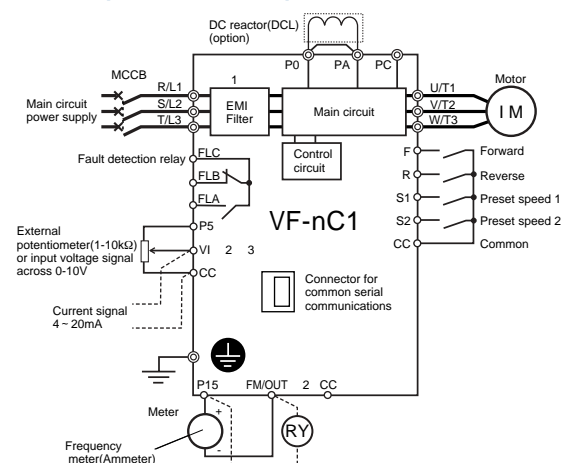 DC reactor(DCL)
(option)
P0 PA PC
MCCB
R/L1
S/L2
T/L3
Main circuit
power supply
1
EMI
Filter
Main circuit
Control
circuit
U/T1
V/T2
W/T3
Motor
I M
Fault detection relay
FLC
FLB
FLA
F
Forward
R
Reverse
S1
Preset speed 1
S2
Preset speed 2
CC
Common
VF-nC1
P5
External
potentiometer(1-10kΩ)
or input voltage signal
across 0-10V
VI 2 3
CC
Connector for
common serial
communications
Current signal
4 ~ 20mA
P15 FM/OUT 2 CC
Meter
+
-
RY
Frequency
meter(Ammeter)